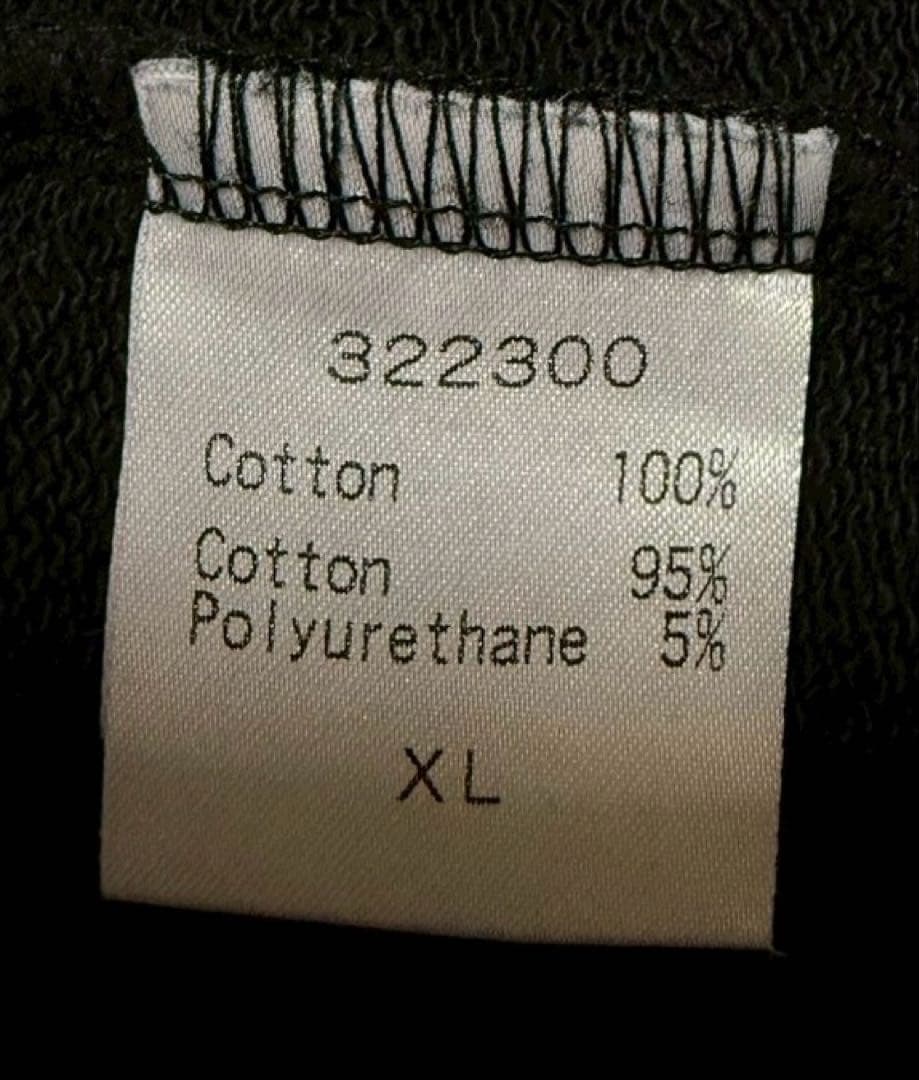 322300
Cotton 100%
Cotton 95%
Polyurethane 5%
XL